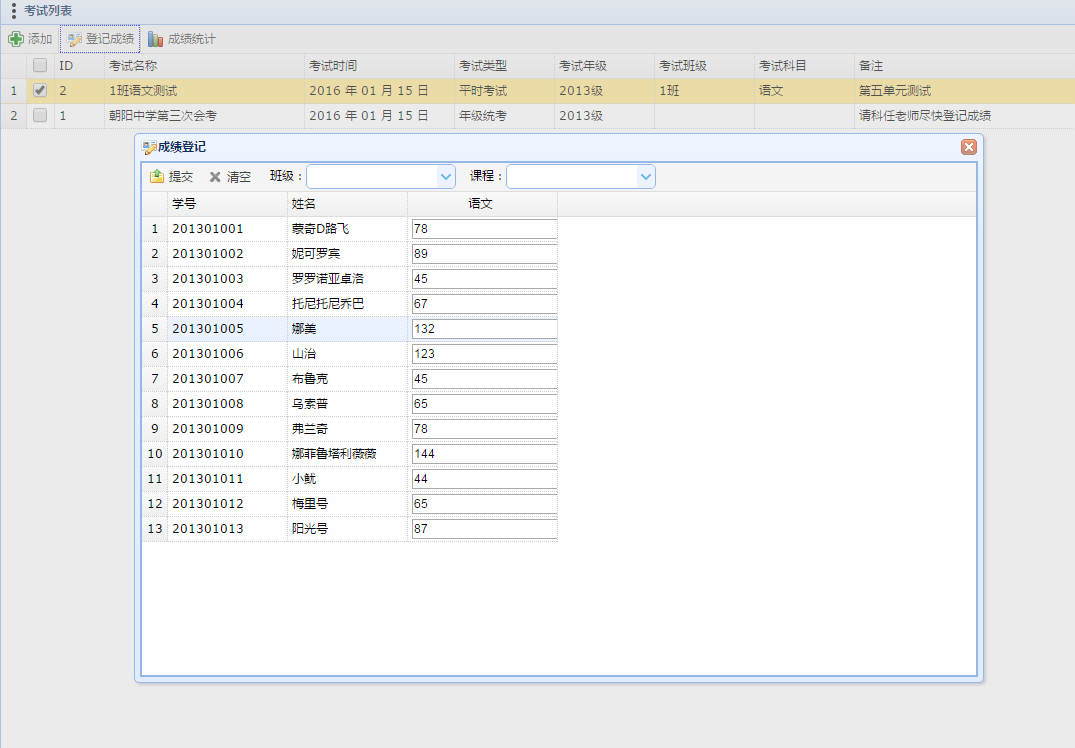 考试列表
添加 登记成绩 成绩统计
ID 考试名称 考试时间 考试类型 考试年级 考试班级 考试科目 备注
1 2 1班语文测试 2016 年 01 月 15 日 平时考试 2013级 1班 语文 第五单元测试
2 1 朝阳中学第三次会考 2016 年 01 月 15 日 年级统考 2013级 请科任老师尽快登记成绩
成绩登记
提交 清空 班级： 课程：
学号 姓名 语文
1 201301001 蒙奇D路飞 78
2 201301002 妮可罗宾 89
3 201301003 罗罗诺亚卓洛 45
4 201301004 托尼托尼乔巴 67
5 201301005 娜美 132
6 201301006 山治 123
7 201301007 布鲁克 45
8 201301008 乌索普 65
9 201301009 弗兰奇 78
10 201301010 娜菲鲁塔利薇薇 144
11 201301011 小鱿 44
12 201301012 梅里号 65
13 201301013 阳光号 87